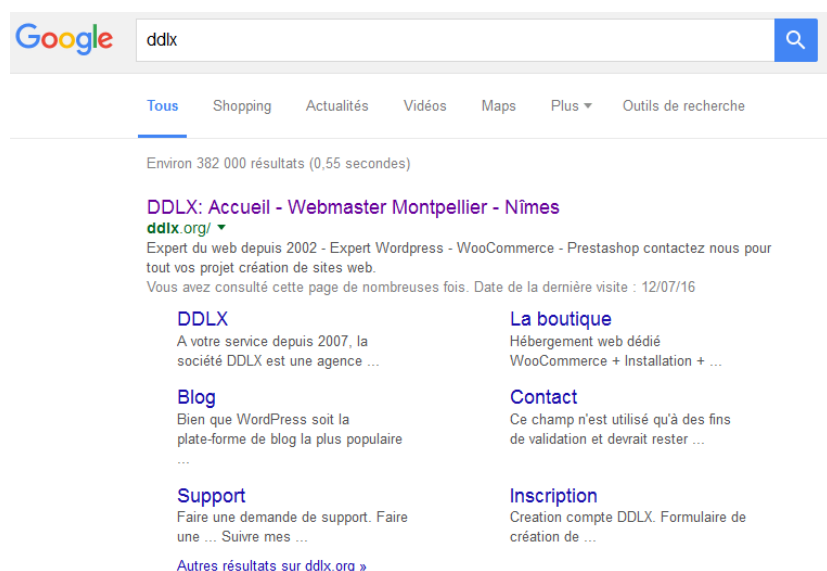 Google
ddlx
Tous Shopping Actualités Vidéos Maps Plus Outils de recherche
Environ 382 000 résultats (0,55 secondes)
DDLX: Accueil - Webmaster Montpellier - Nîmes
ddlx.org/
Expert du web depuis 2002 - Expert Wordpress - WooCommerce - Prestashop contactez nous pour
tout vos projet création de sites web.
Vous avez consulté cette page de nombreuses fois. Date de la dernière visite : 12/07/16
DDLX
A votre service depuis 2007, la
société DDLX est une agence ...
La boutique
Hébergement web dédié
WooCommerce + Installation + ...
Blog
Bien que WordPress soit la
plate-forme de blog la plus populaire
...
Contact
Ce champ n'est utilisé qu'à des fins
de validation et devrait rester ...
Support
Faire une demande de support. Faire
une ... Suivre mes ...
Inscription
Creation compte DDLX. Formulaire de
création de ...
Autres résultats sur ddlx.org »